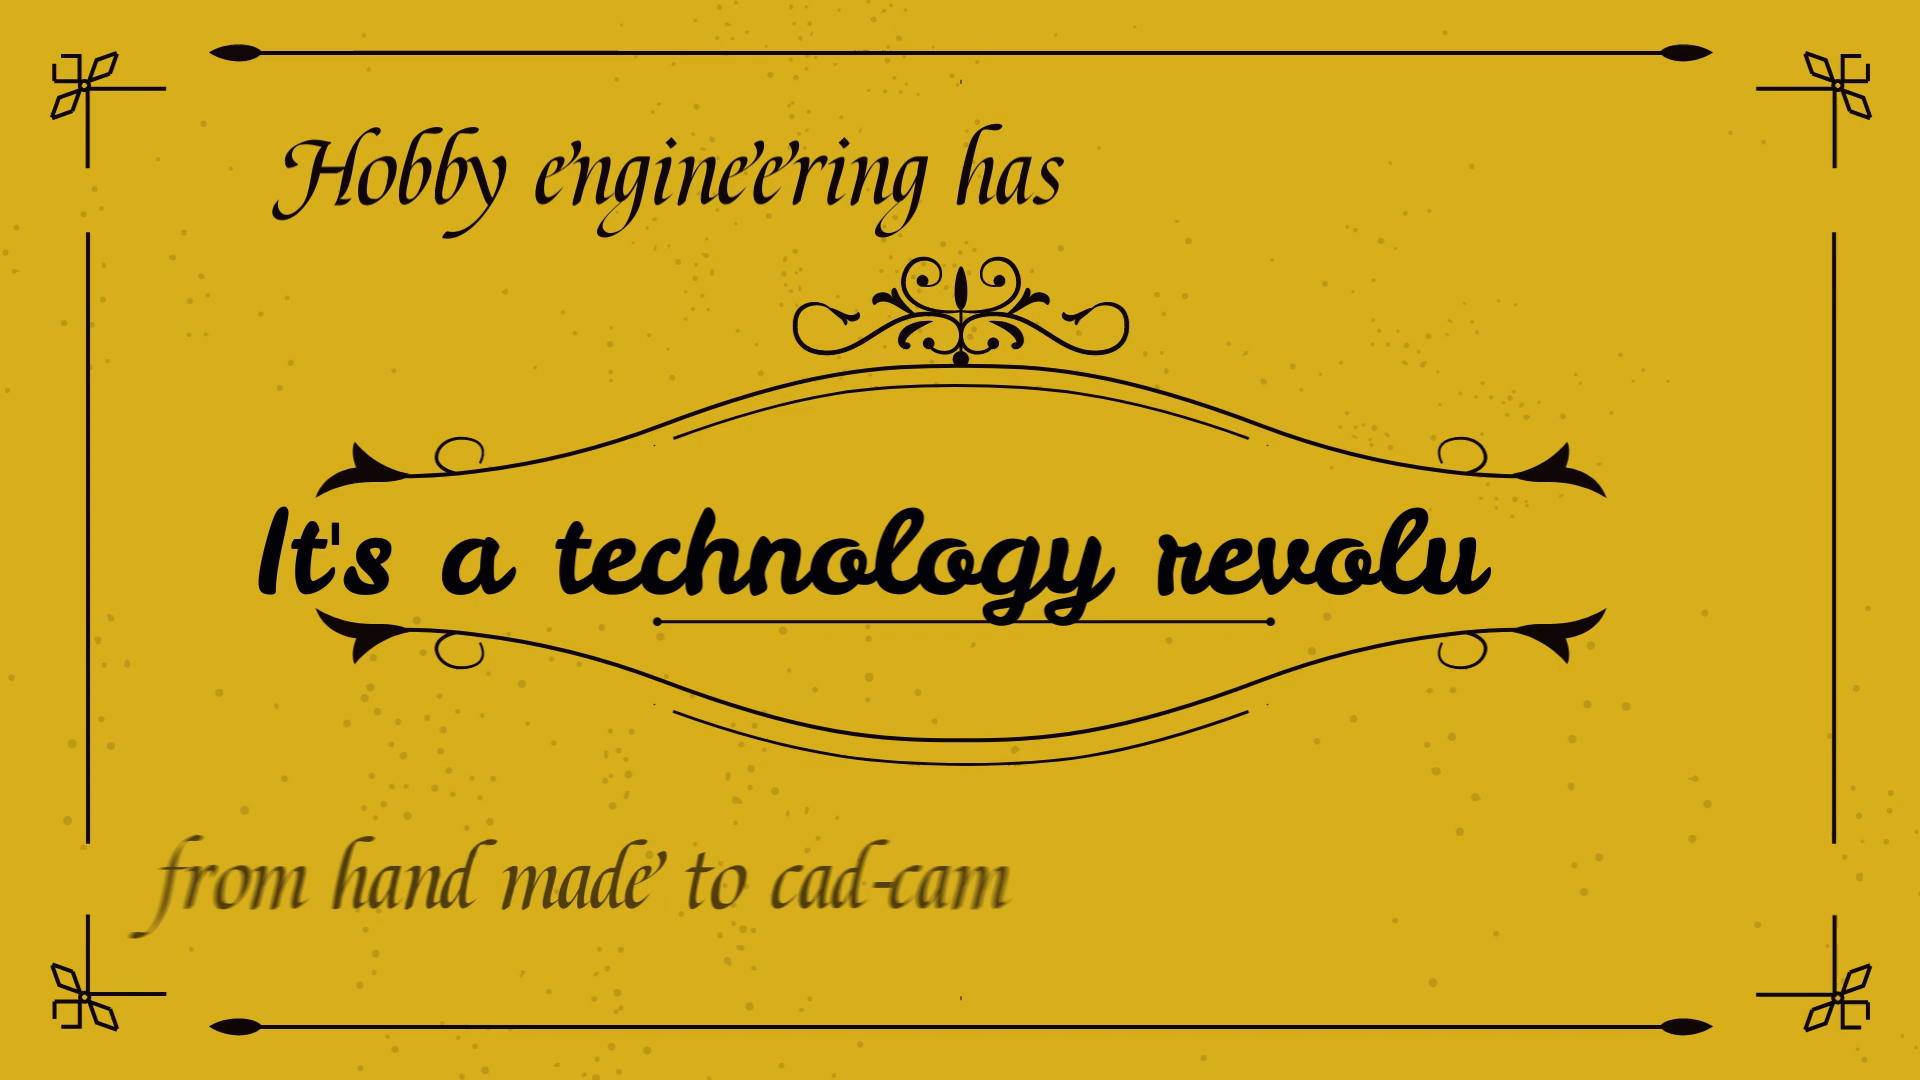 Hobby engineering has
It's a technology revolu
from hand made to cad-cam